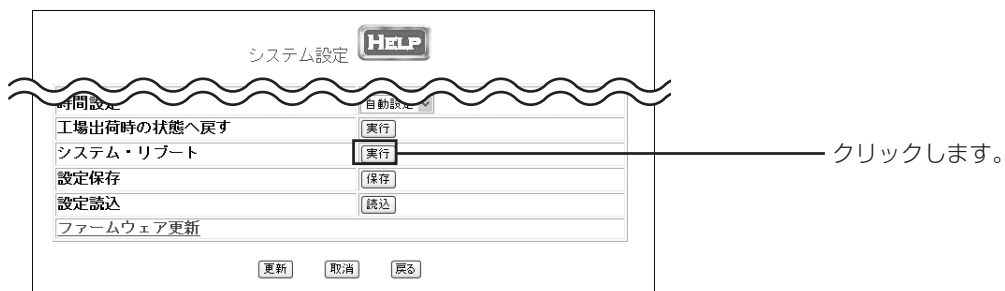 システム設定 HELP
時間設定 自動設定
工場出荷時の状態へ戻す 実行
システム・リブート 実行 クリックします。
設定保存 保存
設定読込 読込
ファームウェア更新
更新 取消 戻る